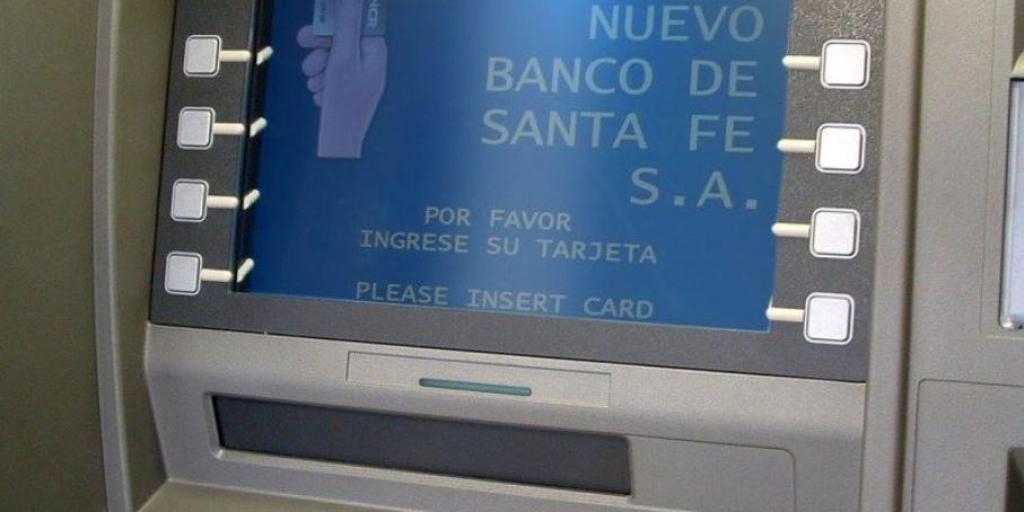 NUEVO
BANCO DE
SANTA FE
S.A.
POR FAVOR
INGRESE SU TARJETA
PLEASE INSERT CARD